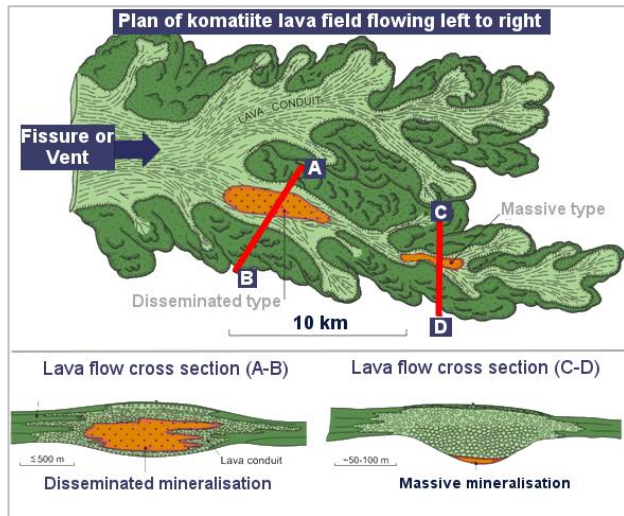 Plan of komatiite lava field flowing left to right
LAVA CONDUIT
Fissure or
Vent
A
C
Massive type
B
Disseminated type
10 km
D
Lava flow cross section (A-B)
Lava flow cross section (C-D)
≤500 m
Lava conduit
~50-100 m
Disseminated mineralisation
Massive mineralisation